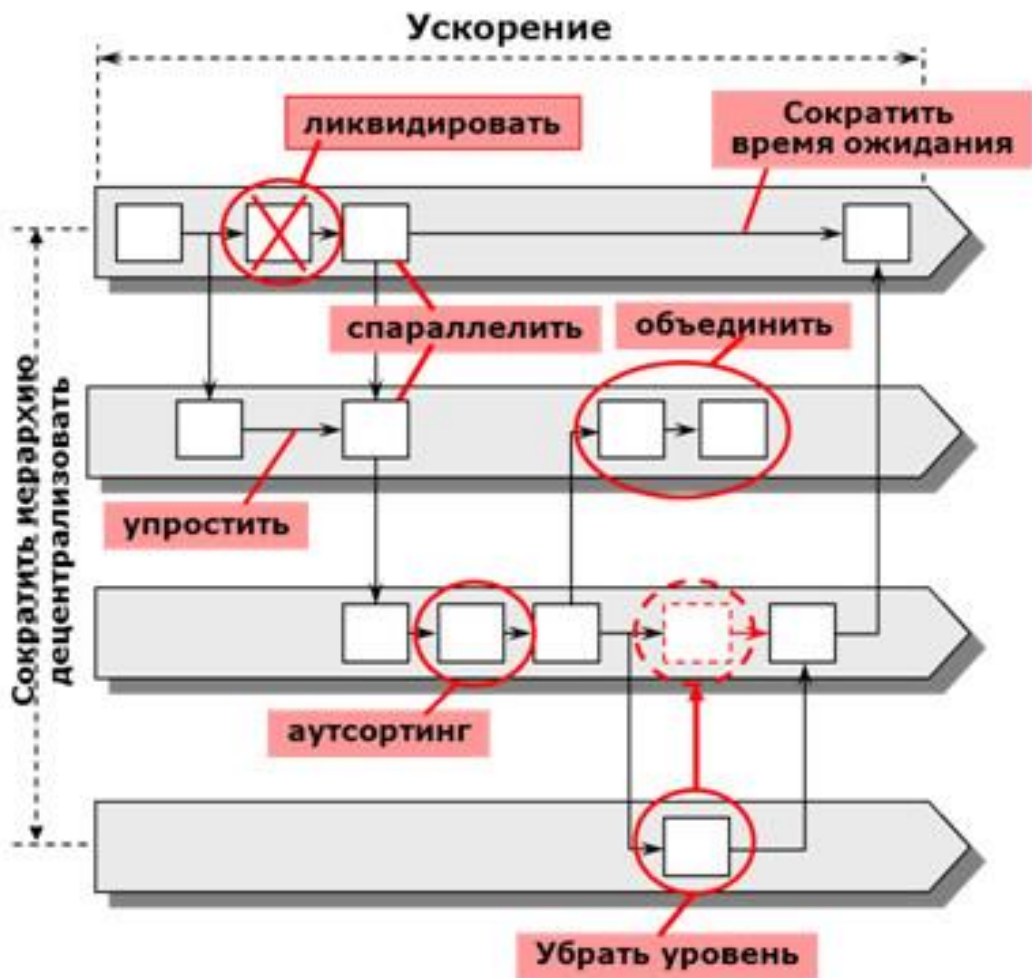 Ускорение
ликвидировать
Сократить
время ожидания
спараллелить
объединить
Сократить иерархию
децентрализовать
упростить
аутсортинг
Убрать уровень